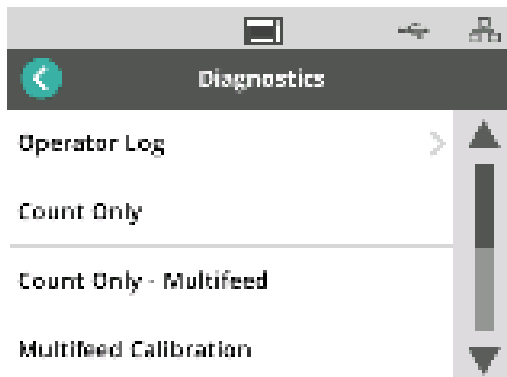 Diagnostics
Operator Log
Count Only
Count Only - Multifeed
Multifeed Calibration